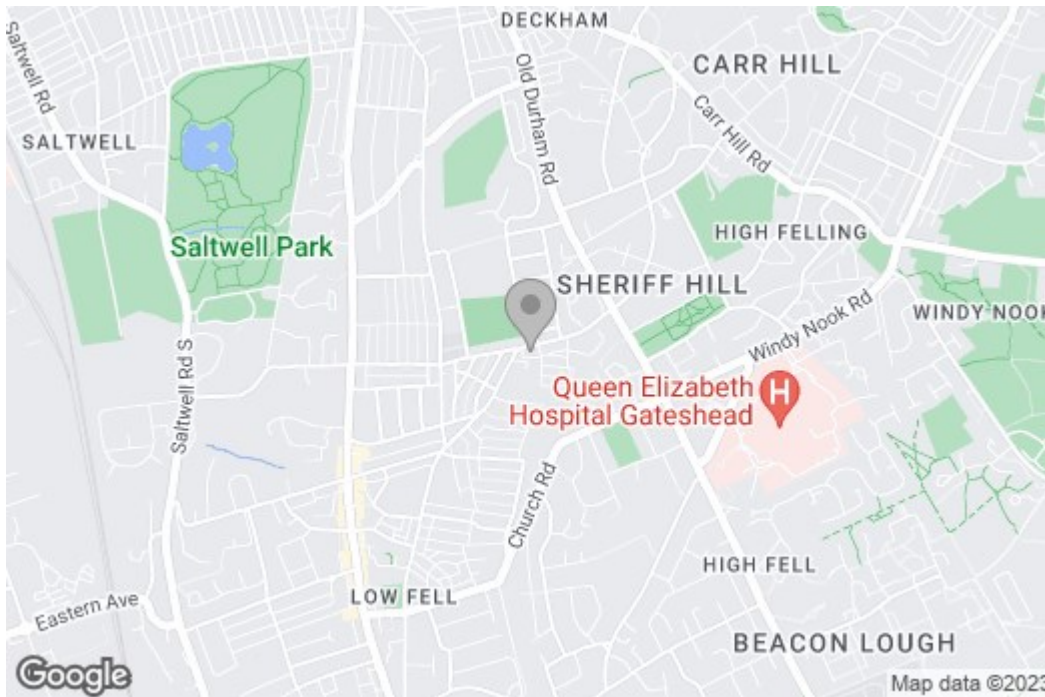 DECKHAM
Saltwell Rd
Old Durham Rd
CARR HILL
SALTWELL
Carr Hill Rd
Saltwell Park
HIGH FELLING
SHERIFF HILL
WINDY NOOK
Windy Nook Rd
Saltwell Rd S
Queen Elizabeth
Hospital Gateshead
H
Church Rd
HIGH FELL
Eastern Ave
LOW FELL
BEACON LOUGH
Google
Map data ©2023